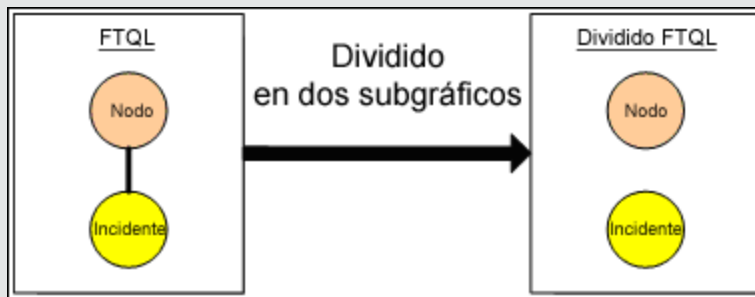 FTQL
Nodo
Incidente
Dividido
en dos subgráficos
Dividido FTQL
Nodo
Incidente